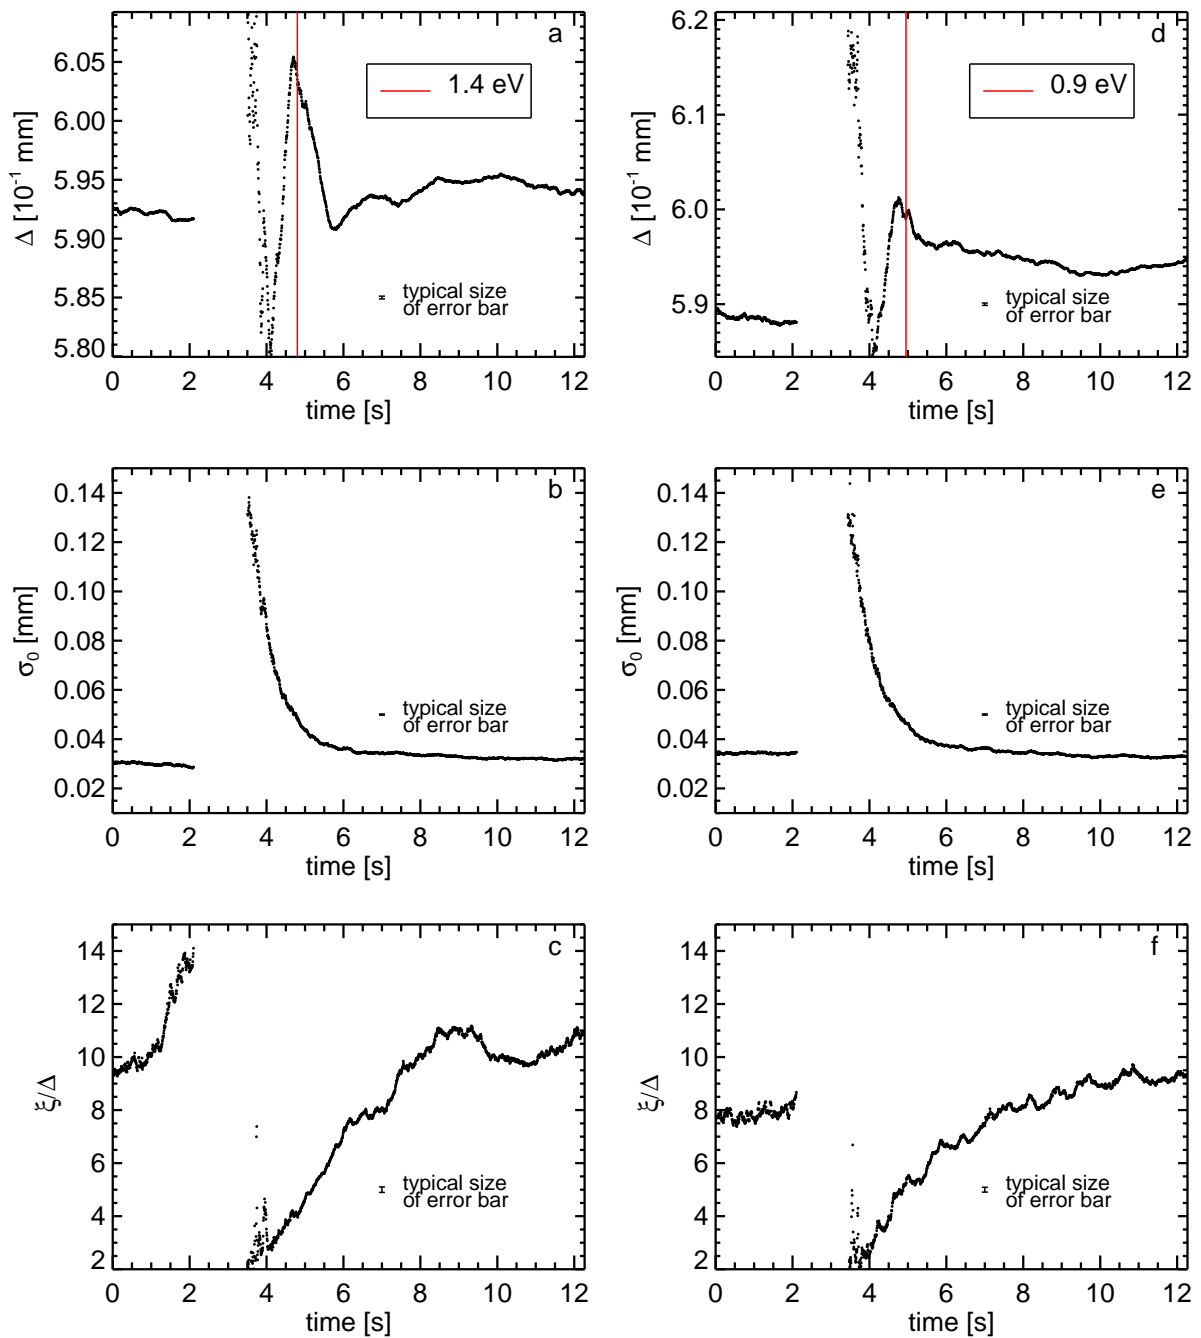 a
6.05
6.00
5.95
5.90
5.85
5.80
Δ [10⁻¹ mm]
1.4 eV
typical size
of error bar
0 2 4 6 8 10 12
time [s]
d
6.2
6.1
6.0
5.9
Δ [10⁻¹ mm]
0.9 eV
typical size
of error bar
0 2 4 6 8 10 12
time [s]
b
0.14
0.12
0.10
0.08
0.06
0.04
0.02
σ₀ [mm]
typical size
of error bar
0 2 4 6 8 10 12
time [s]
e
0.14
0.12
0.10
0.08
0.06
0.04
0.02
σ₀ [mm]
typical size
of error bar
0 2 4 6 8 10 12
time [s]
c
14
12
10
8
6
4
2
ξ/Δ
typical size
of error bar
0 2 4 6 8 10 12
time [s]
f
14
12
10
8
6
4
2
ξ/Δ
typical size
of error bar
0 2 4 6 8 10 12
time [s]